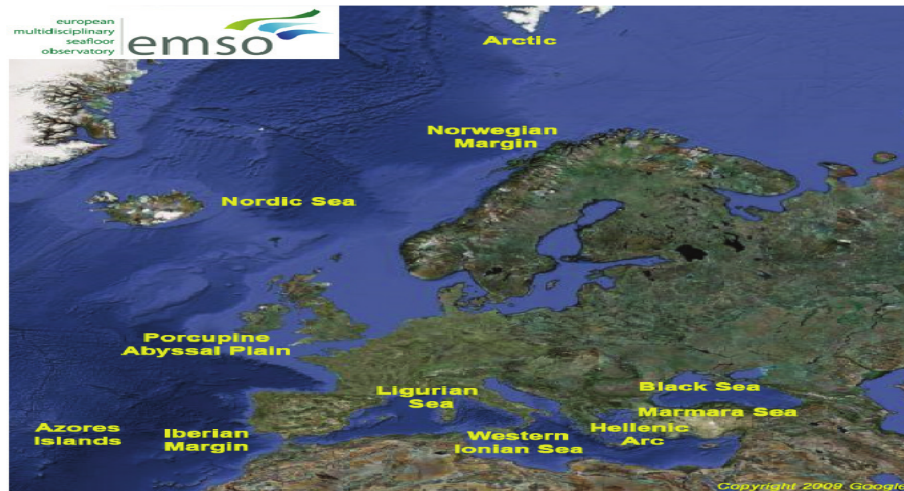 european
multidisciplinary
seafloor
observatory
emso
Arctic
Norwegian
Margin
Nordic Sea
Porcupine
Abyssal Plain
Ligurian
Sea
Black Sea
Marmara Sea
Azores
Islands
Iberian
Margin
Western
Ionian Sea
Hellenic
Arc
Copyright 2009 Google